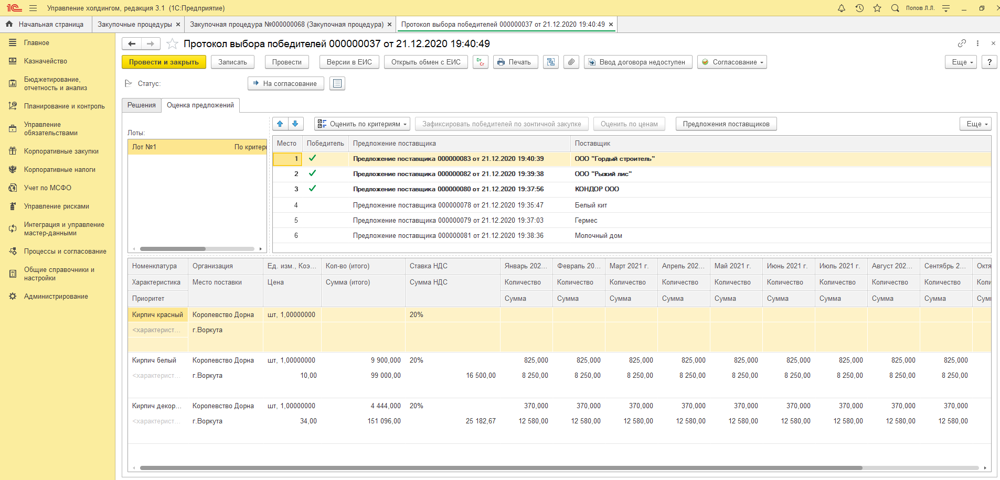 1С Управление холдингом, редакция 3.1 (1С:Предприятие) Попов Л.Л.
Начальная страница Закупочные процедуры × Закупочная процедура №000000068 (Закупочная процедура) × Протокол выбора победителей 000000037 от 21.12.2020 19:40:49 ×
Главное
Казначейство
Бюджетирование,
отчетность и анализ
Планирование и контроль
Управление
обязательствами
Корпоративные закупки
Корпоративные налоги
Учет по МСФО
Управление рисками
Интеграция и управление
мастер-данными
Процессы и согласование
Общие справочники и
настройки
Администрирование
Протокол выбора победителей 000000037 от 21.12.2020 19:40:49
Провести и закрыть Записать Провести Версии в ЕИС Открыть обмен с ЕИС Dr Cr Печать Ввод договора недоступен Согласование Еще ?
Статус: На согласование
Решения Оценка предложений
Лоты:
Лот №1 По критери
Оценить по критериям Зафиксировать победителей по зонтичной закупке Оценить по ценам Предложения поставщиков Еще
Место Победитель Предложение поставщика Поставщик
1 Предложение поставщика 000000083 от 21.12.2020 19:40:39 ООО "Гордый строитель"
2 Предложение поставщика 000000082 от 21.12.2020 19:39:38 ООО "Рыжий лис"
3 Предложение поставщика 000000080 от 21.12.2020 19:37:56 КОНДОР ООО
4 Предложение поставщика 000000078 от 21.12.2020 19:35:47 Белый кит
5 Предложение поставщика 000000079 от 21.12.2020 19:37:03 Гермес
6 Предложение поставщика 000000081 от 21.12.2020 19:38:36 Молочный дом
Номенклатура Организация Ед. изм., Коэ... Кол-во (итого) Ставка НДС Январь 202... Февраль 20... Март 2021 г. Апрель 202... Май 2021 г. Июнь 2021 г. Июль 2021 г. Август 202... Сентябрь 2... Октя
Характеристика Место поставки Цена Сумма (итого) Сумма НДС Количество Количество Количество Количество Количество Количество Количество Количество Количество Коли
Приоритет Сумма Сумма Сумма Сумма Сумма Сумма Сумма Сумма Сумма Сумм
Кирпич красный Королевство Дорна шт, 1,00000000 20%
<характерист... г.Воркута
Кирпич белый Королевство Дорна шт, 1,00000000 9 900,000 20% 825,000 825,000 825,000 825,000 825,000 825,000 825,000 825,000 825,000
<характерист... г.Воркута 10,00 99 000,00 16 500,00 8 250,00 8 250,00 8 250,00 8 250,00 8 250,00 8 250,00 8 250,00 8 250,00 8 250,00
Кирпич декор... Королевство Дорна шт, 1,00000000 4 444,000 20% 370,000 370,000 370,000 370,000 370,000 370,000 370,000 370,000 370,000
<характерист... г.Воркута 34,00 151 096,00 25 182,67 12 580,00 12 580,00 12 580,00 12 580,00 12 580,00 12 580,00 12 580,00 12 580,00 12 580,00